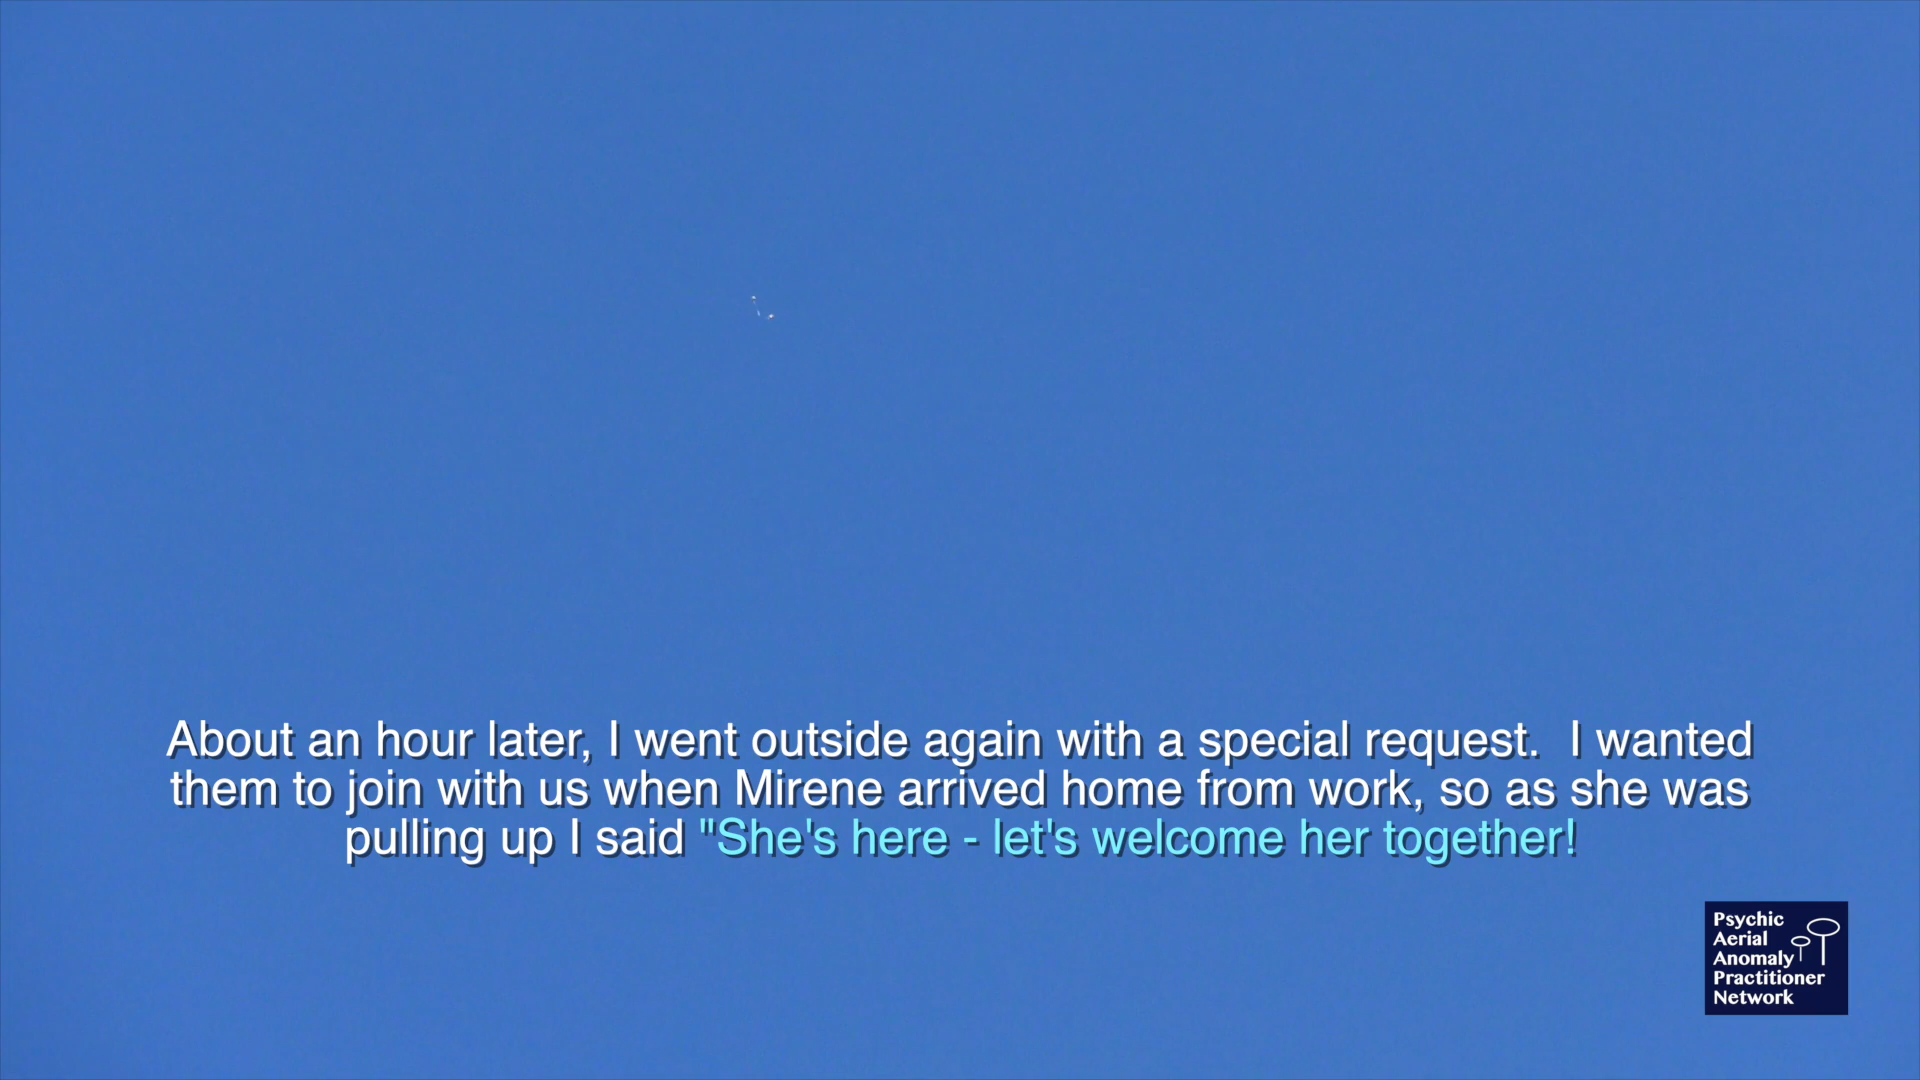 About an hour later, I went outside again with a special request.  I wanted
them to join with us when Mirene arrived home from work, so as she was
pulling up I said "She's here - let's welcome her together!
Psychic
Aerial
Anomaly
Practitioner
Network